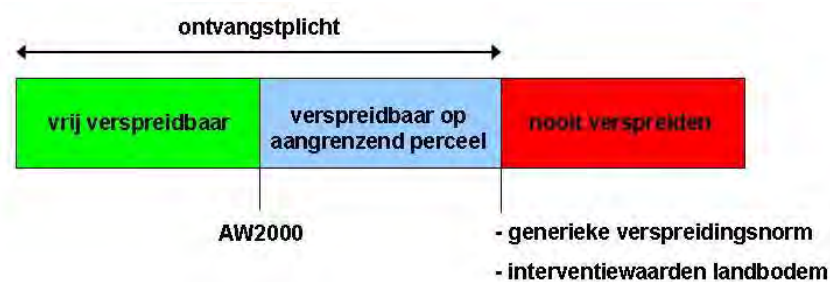 ontvangstplicht
vrij verspreidbaar
verspreidbaar op
aangrenzend perceel
nooit verspreiden
AW2000
- generieke verspreidingsnorm
- interventiewaarden landbodem